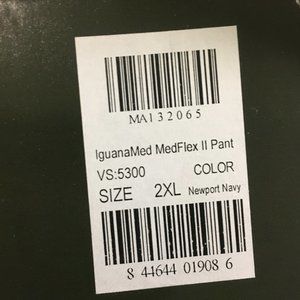 MA132065
IguanaMed MedFlex II Pant
VS:5300 COLOR
SIZE 2XL Newport Navy
8 44644 01908 6